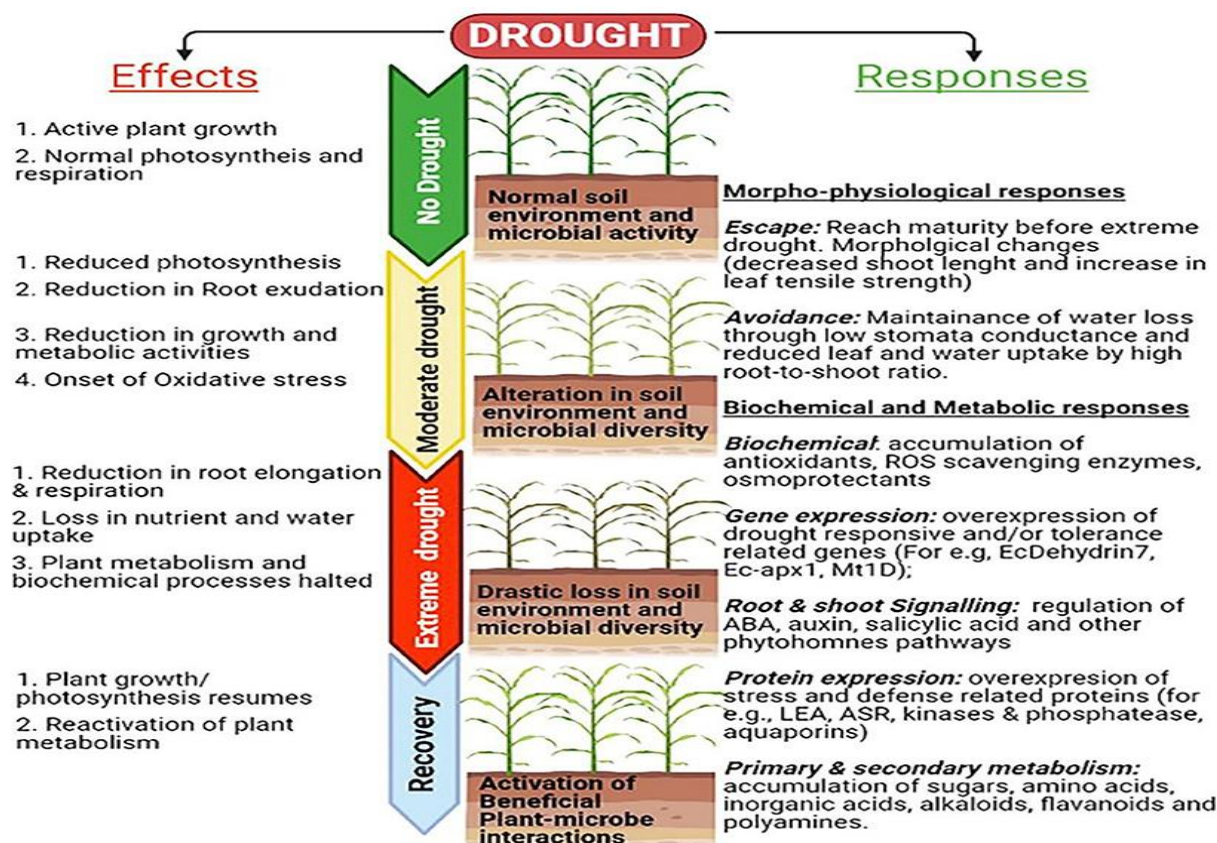 DROUGHT
Effects
1. Active plant growth
2. Normal photosyntheis and
respiration
1. Reduced photosynthesis
2. Reduction in Root exudation
3. Reduction in growth and
metabolic activities
4. Onset of Oxidative stress
1. Reduction in root elongation
& respiration
2. Loss in nutrient and water
uptake
3. Plant metabolism and
biochemical processes halted
1. Plant growth/
photosynthesis resumes
2. Reactivation of plant
metabolism
No Drought
Moderate drought
Extreme drought
Recovery
Normal soil
environment and
microbial activity
Alteration in soil
environment and
microbial diversity
Drastic loss in soil
environment and
microbial diversity
Activation of
Beneficial
Plant-microbe
interactions
Responses
Morpho-physiological responses
Escape: Reach maturity before extreme
drought. Morpholgical changes
(decreased shoot lenght and increase in
leaf tensile strength)
Avoidance: Maintainance of water loss
through low stomata conductance and
reduced leaf and water uptake by high
root-to-shoot ratio.
Biochemical and Metabolic responses
Biochemical: accumulation of
antioxidants, ROS scavenging enzymes,
osmoprotectants
Gene expression: overexpression of
drought responsive and/or tolerance
related genes (For e.g, EcDehydrin7,
Ec-apx1, Mt1D);
Root & shoot Signalling: regulation of
ABA, auxin, salicylic acid and other
phytohomnes pathways
Protein expression: overexpresion of
stress and defense related proteins (for
e.g., LEA, ASR, kinases & phosphatease,
aquaporins)
Primary & secondary metabolism:
accumulation of sugars, amino acids,
inorganic acids, alkaloids, flavanoids and
polyamines.